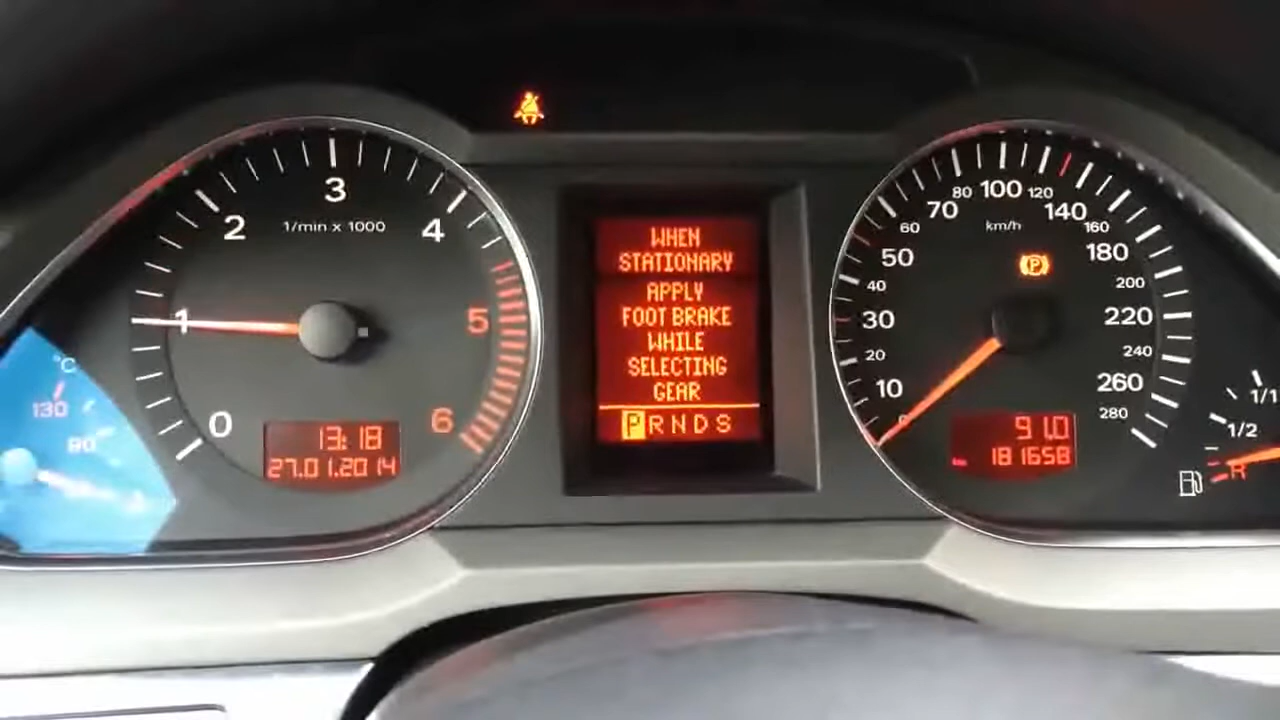 3
2
4
1/min x 1000
1
5
0
6
13:18
27.01.2014
°C
130
90
WHEN
STATIONARY
APPLY
FOOT BRAKE
WHILE
SELECTING
GEAR
P R N D S
80 100 120
70 140
60 km/h 160
50 (P) 180
40 200
30 220
20 240
10 260
0 280
91.0
km 181658
1/1
1/2
R